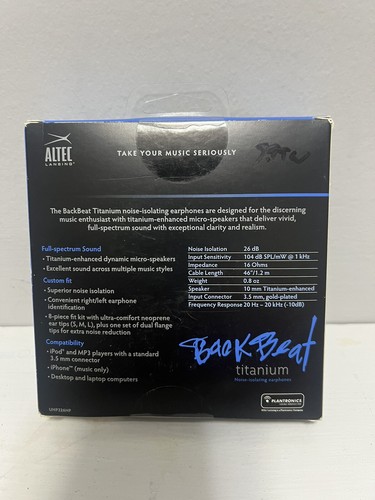 ALTEC
LANSING
TAKE YOUR MUSIC SERIOUSLY
The BackBeat Titanium noise-isolating earphones are designed for the discerning
music enthusiast with titanium-enhanced micro-speakers that deliver vivid,
full-spectrum sound with exceptional clarity and realism.
Full-spectrum Sound
• Titanium-enhanced dynamic micro-speakers
• Excellent sound across multiple music styles
Custom fit
• Superior noise isolation
• Convenient right/left earphone
identification
• 8-piece fit kit with ultra-comfort neoprene
ear tips (S, M, L), plus one set of dual flange
tips for extra noise reduction
Compatibility
• iPod® and MP3 players with a standard
3.5 mm connector
• iPhone™ (music only)
• Desktop and laptop computers
Noise Isolation 26 dB
Input Sensitivity 104 dB SPL/mW @ 1 kHz
Impedance 16 Ohms
Cable Length 46"/1.2 m
Weight 0.8 oz
Speaker 10 mm Titanium-enhanced
Input Connector 3.5 mm, gold-plated
Frequency Response 20 Hz – 20 kHz (-10dB)
BackBeat
titanium
Noise-isolating earphones
PLANTRONICS